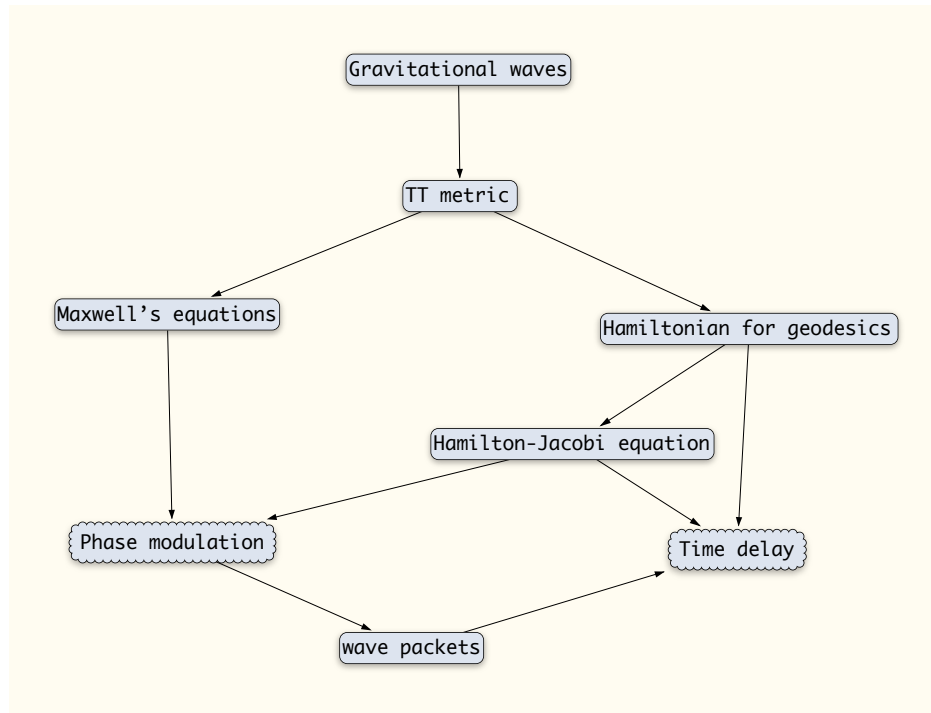 Gravitational waves
TT metric
Maxwell’s equations
Hamiltonian for geodesics
Hamilton-Jacobi equation
Phase modulation
Time delay
wave packets